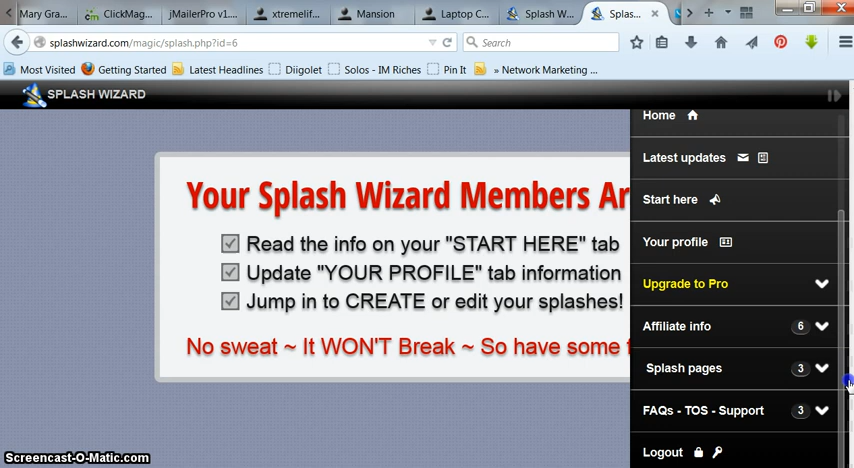 Mary Gra...
ClickMag...
jMailerPro v1....
xtremelif...
Mansion
Laptop C...
Splash W...
Splas...
splashwizard.com/magic/splash.php?id=6
Search
Most Visited
Getting Started
Latest Headlines
Diigolet
Solos - IM Riches
Pin It
» Network Marketing ...
SPLASH WIZARD
Your Splash Wizard Members Ar
Read the info on your "START HERE" tab
Update "YOUR PROFILE" tab information
Jump in to CREATE or edit your splashes!
No sweat ~ It WON'T Break ~ So have some f
Home
Latest updates
Start here
Your profile
Upgrade to Pro
Affiliate info 6
Splash pages 3
FAQs - TOS - Support 3
Logout
Screencast-O-Matic.com